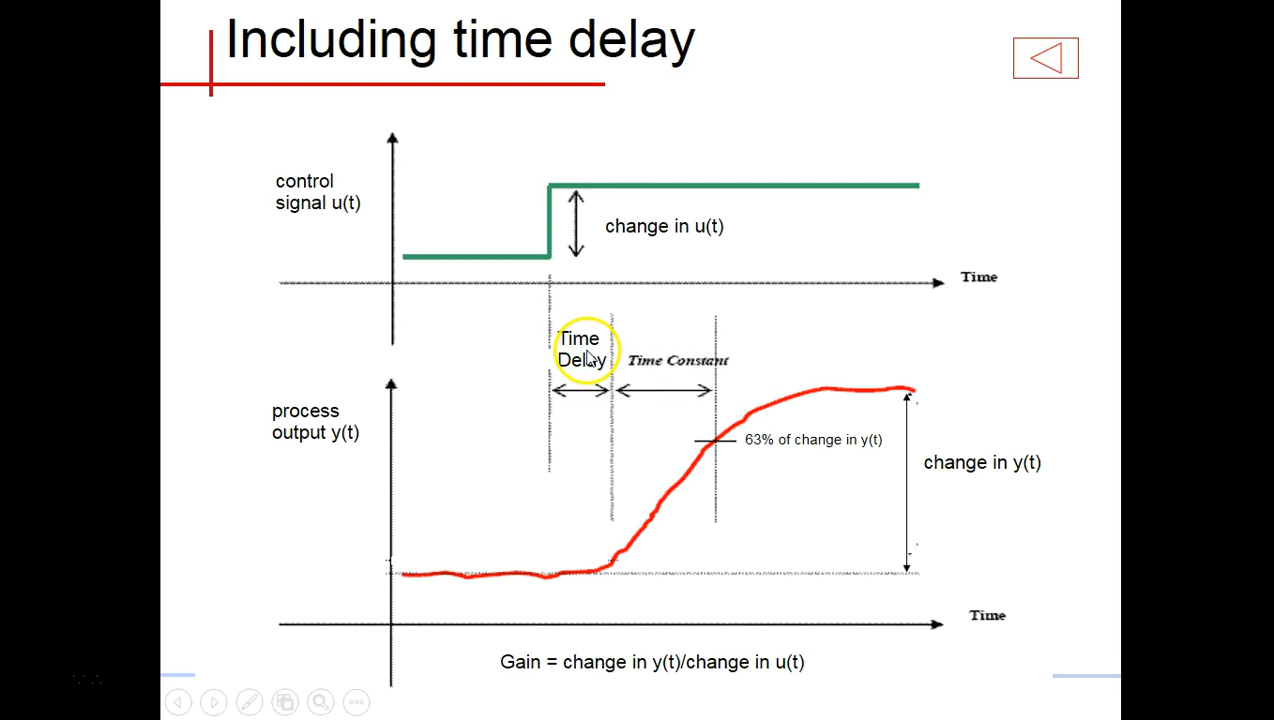 Including time delay
control
signal u(t)
change in u(t)
Time
Time
Delay
Time Constant
process
output y(t)
63% of change in y(t)
change in y(t)
Time
Gain = change in y(t)/change in u(t)